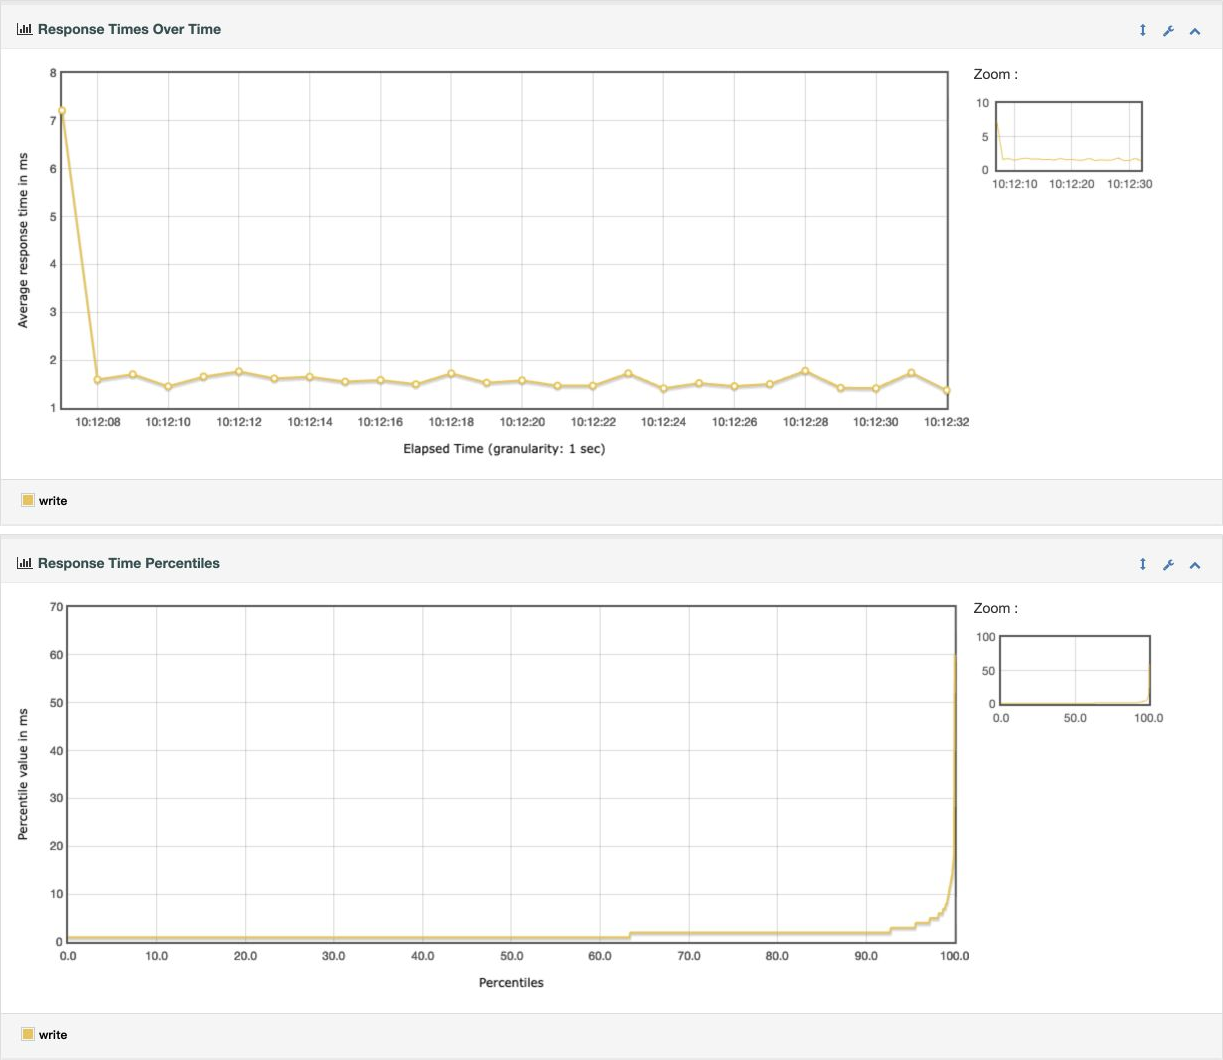 Response Times Over Time
Zoom :
8
7
6
5
4
3
2
1
Average response time in ms
10:12:08 10:12:10 10:12:12 10:12:14 10:12:16 10:12:18 10:12:20 10:12:22 10:12:24 10:12:26 10:12:28 10:12:30 10:12:32
Elapsed Time (granularity: 1 sec)
10
5
0
10:12:10 10:12:20 10:12:30
write
Response Time Percentiles
Zoom :
70
60
50
40
30
20
10
0
Percentile value in ms
0.0 10.0 20.0 30.0 40.0 50.0 60.0 70.0 80.0 90.0 100.0
Percentiles
100
50
0
0.0 50.0 100.0
write